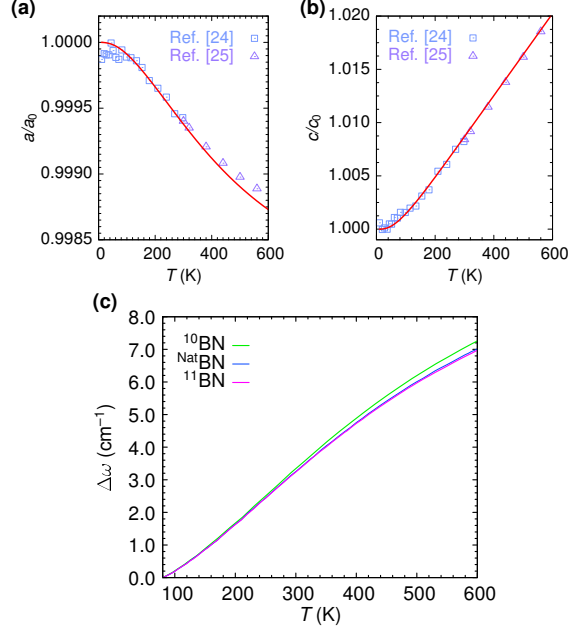 (a)
1.0000
0.9995
0.9990
0.9985
a/a₀
Ref. [24]
Ref. [25]
0 200 400 600
T (K)
(b)
1.020
1.015
1.010
1.005
1.000
c/c₀
Ref. [24]
Ref. [25]
0 200 400 600
T (K)
(c)
8.0
7.0
6.0
5.0
4.0
3.0
2.0
1.0
0.0
Δω (cm⁻¹)
¹⁰BN
ᴺᵃᵗBN
¹¹BN
100 200 300 400 500 600
T (K)